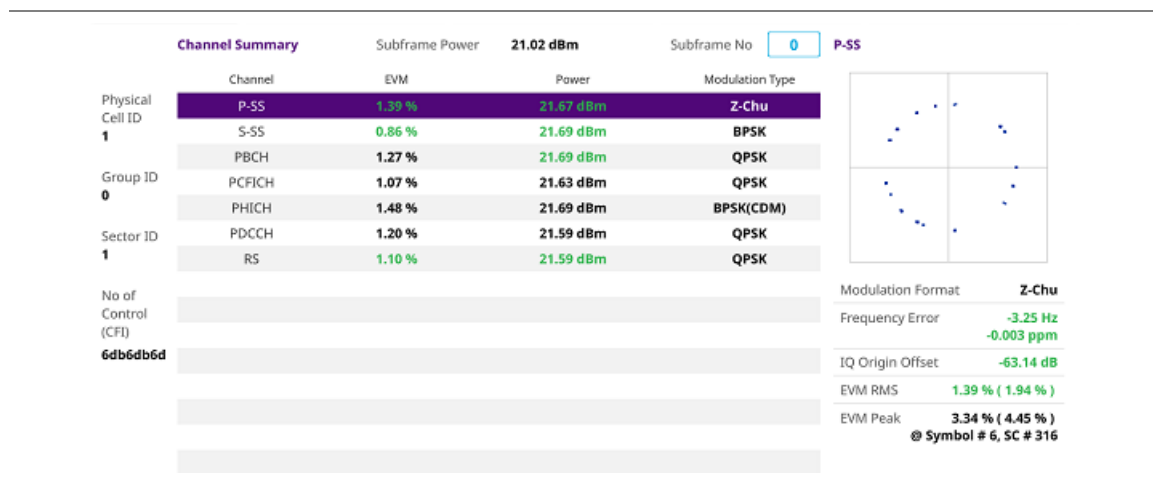 Channel Summary Subframe Power 21.02 dBm Subframe No 0 P-SS
Channel EVM Power Modulation Type
Physical
Cell ID
1
Group ID
0
Sector ID
1
No of
Control
(CFI)
6db6db6d
P-SS 1.39 % 21.67 dBm Z-Chu
S-SS 0.86 % 21.69 dBm BPSK
PBCH 1.27 % 21.69 dBm QPSK
PCFICH 1.07 % 21.63 dBm QPSK
PHICH 1.48 % 21.69 dBm BPSK(CDM)
PDCCH 1.20 % 21.59 dBm QPSK
RS 1.10 % 21.59 dBm QPSK
Modulation Format Z-Chu
Frequency Error -3.25 Hz
-0.003 ppm
IQ Origin Offset -63.14 dB
EVM RMS 1.39 % ( 1.94 % )
EVM Peak 3.34 % ( 4.45 % )
@ Symbol # 6, SC # 316